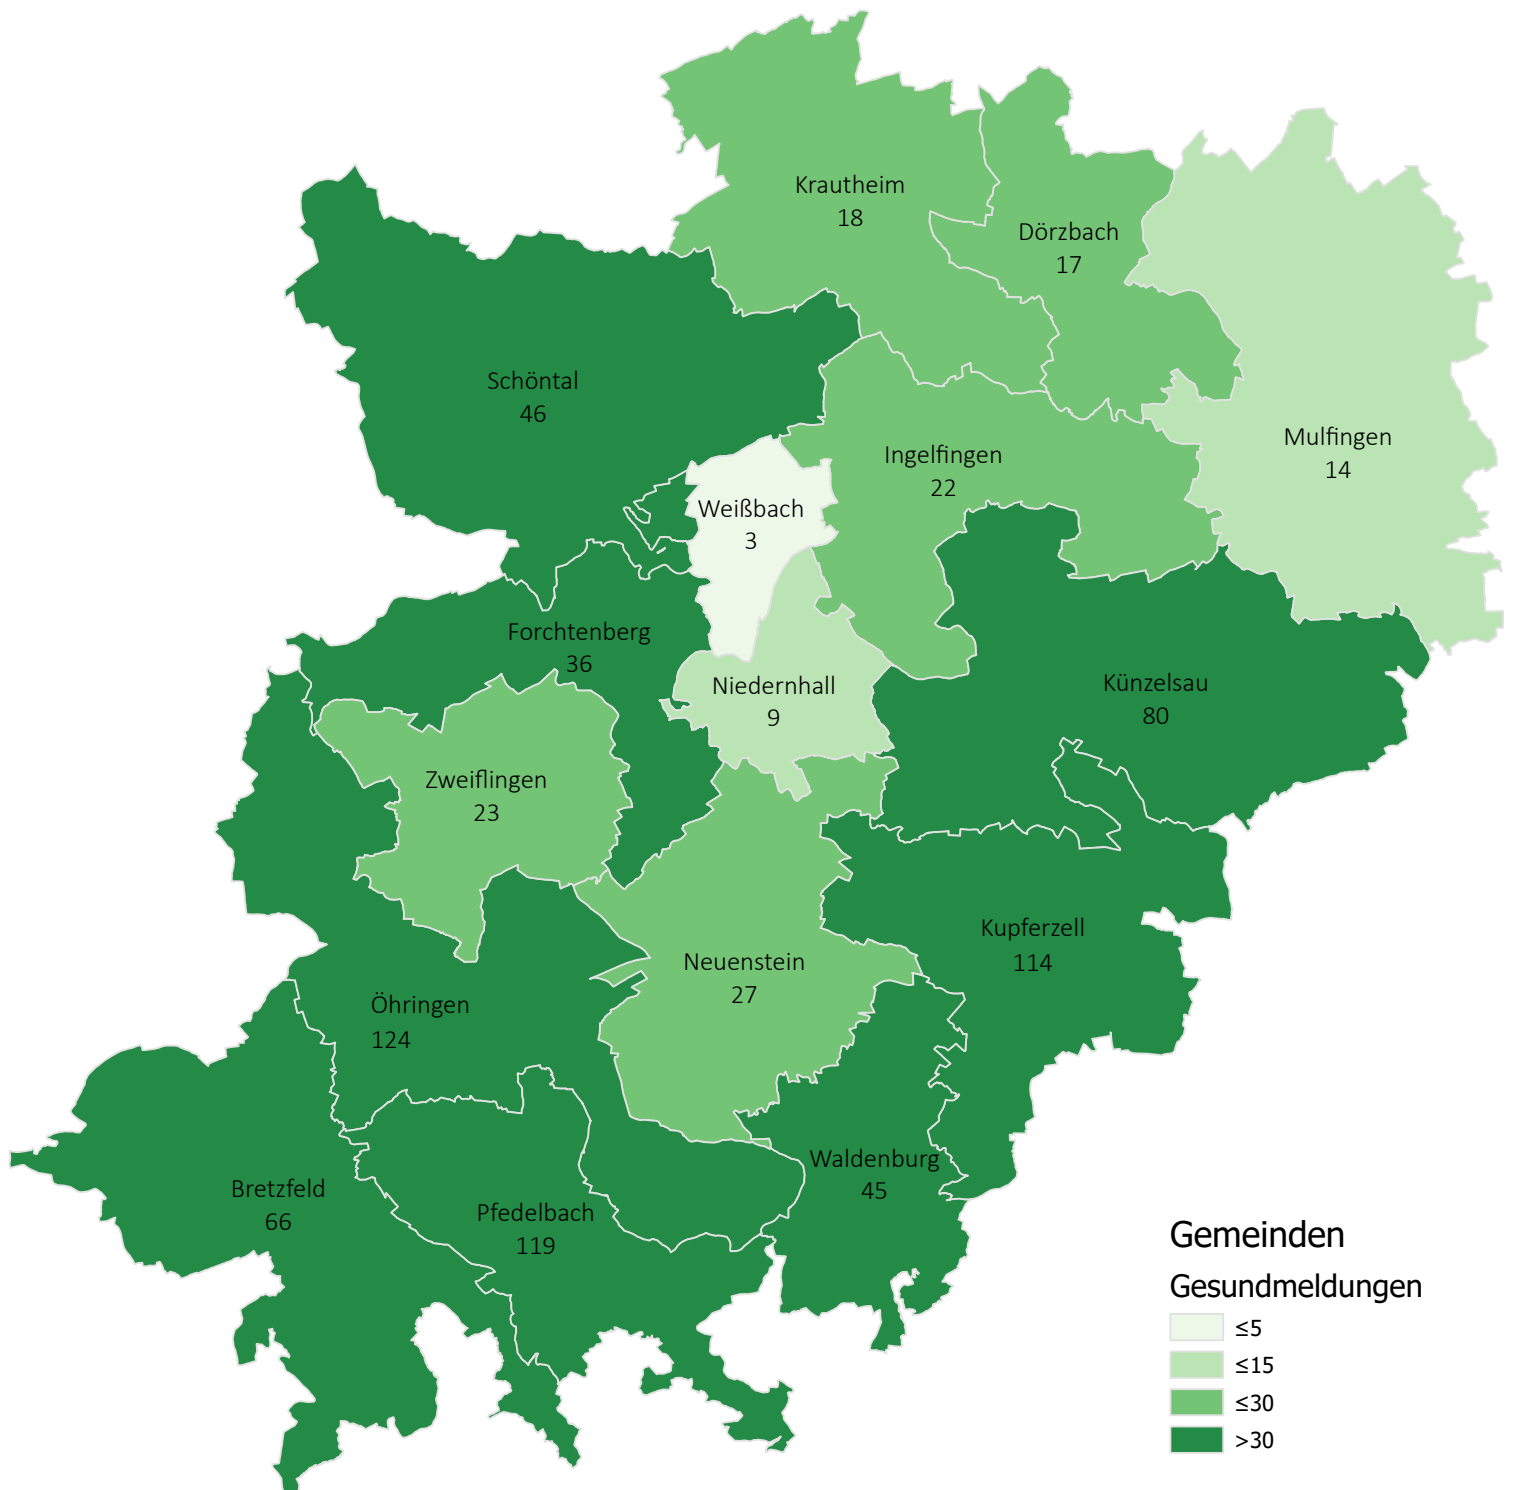 Krautheim
18
Dörzbach
17
Schöntal
46
Mulfingen
14
Ingelfingen
22
Weißbach
3
Forchtenberg
36
Niedernhall
9
Künzelsau
80
Zweiflingen
23
Kupferzell
114
Neuenstein
27
Öhringen
124
Waldenburg
45
Bretzfeld
66
Pfedelbach
119
Gemeinden
Gesundmeldungen
≤5
≤15
≤30
>30